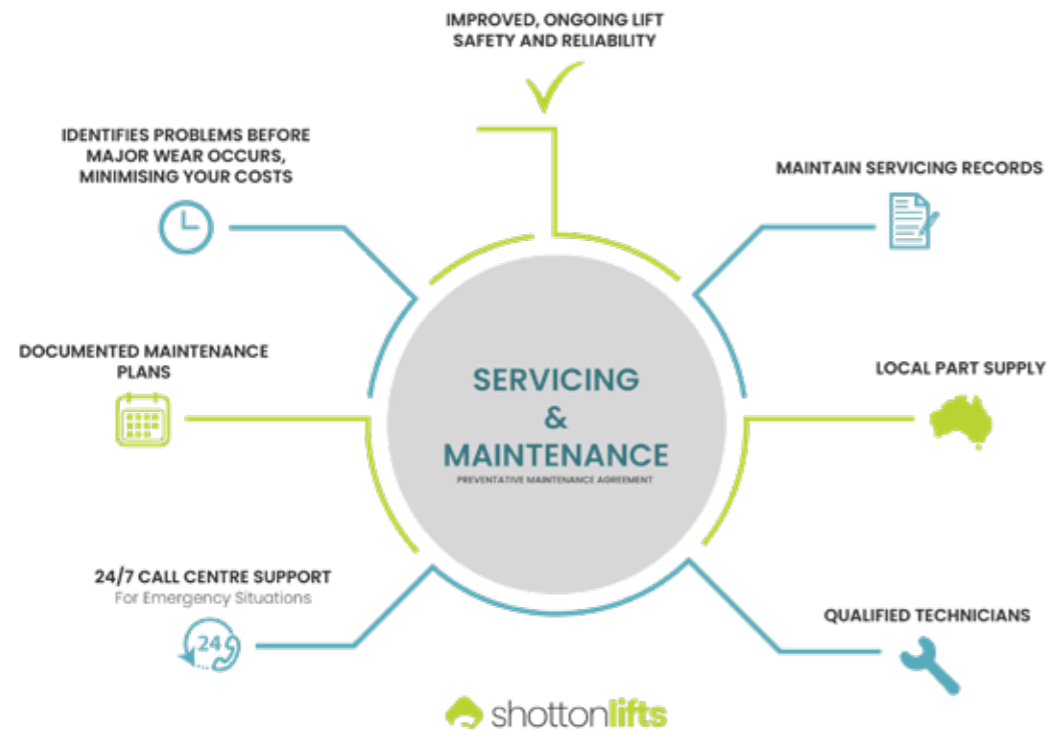 IMPROVED, ONGOING LIFT
SAFETY AND RELIABILITY
IDENTIFIES PROBLEMS BEFORE
MAJOR WEAR OCCURS,
MINIMISING YOUR COSTS
MAINTAIN SERVICING RECORDS
DOCUMENTED MAINTENANCE
PLANS
LOCAL PART SUPPLY
SERVICING
&
MAINTENANCE
PREVENTATIVE MAINTENANCE AGREEMENT
24/7 CALL CENTRE SUPPORT
For Emergency Situations
24
QUALIFIED TECHNICIANS
shottonlifts